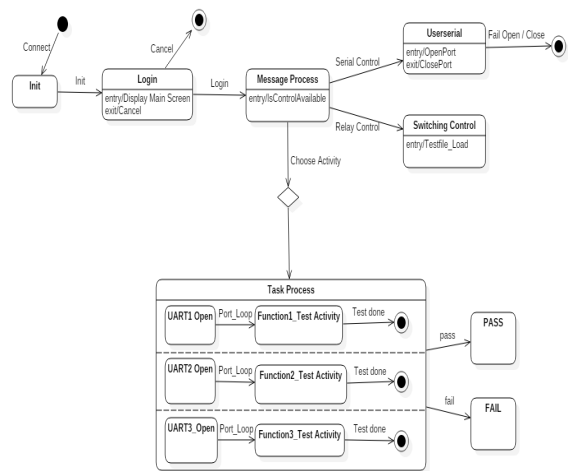 Connect
Init
Init
Cancel
Login
entry/Display Main Screen
exit/Cancel
Login
Message Process
entry/IsControlAvailable
Serial Control
Relay Control
Userserial
entry/OpenPort
exit/ClosePort
Fail Open / Close
Switching Control
entry/Testfile_Load
Choose Activity
Task Process
UART1 Open
Port_Loop
Function1_Test Activity
Test done
UART2 Open
Port_Loop
Function2_Test Activity
Test done
UART3_Open
Port_Loop
Function3_Test Activity
Test done
pass
PASS
fail
FAIL